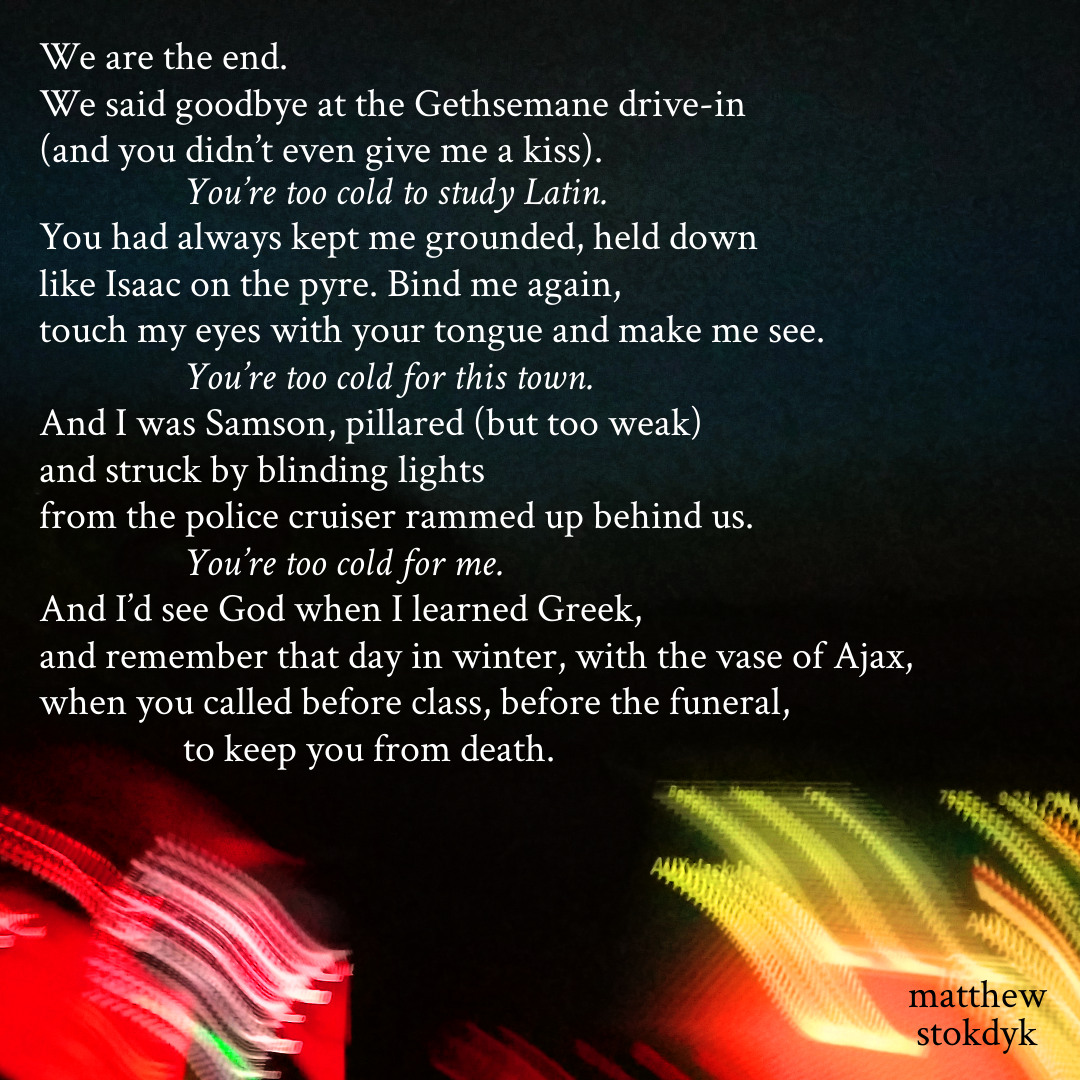 We are the end.
We said goodbye at the Gethsemane drive-in
(and you didn’t even give me a kiss).
You’re too cold to study Latin.
You had always kept me grounded, held down
like Isaac on the pyre. Bind me again,
touch my eyes with your tongue and make me see.
You’re too cold for this town.
And I was Samson, pillared (but too weak)
and struck by blinding lights
from the police cruiser rammed up behind us.
You’re too cold for me.
And I’d see God when I learned Greek,
and remember that day in winter, with the vase of Ajax,
when you called before class, before the funeral,
to keep you from death.
matthew
stokdyk